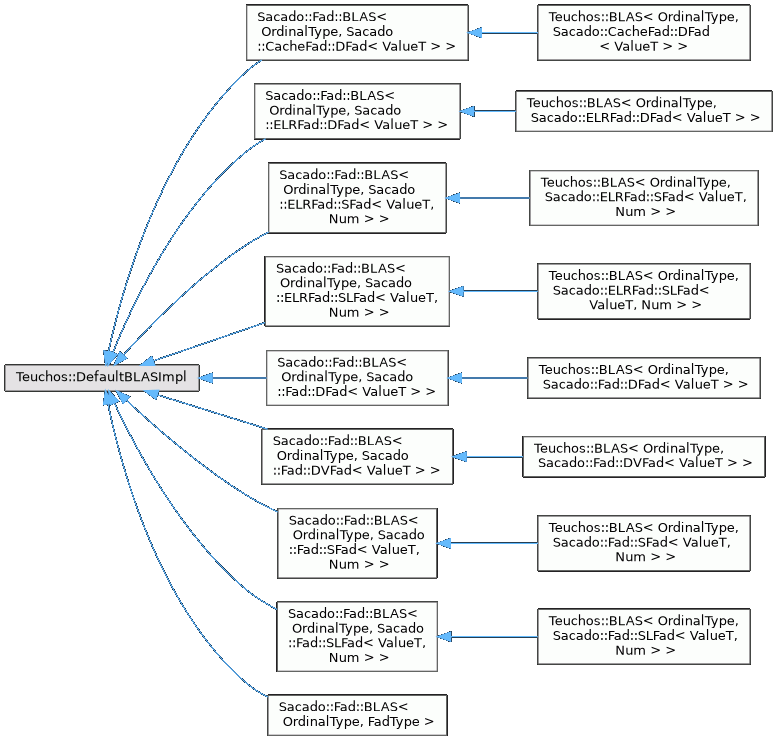 Sacado::Fad::BLAS<
OrdinalType, Sacado
::CacheFad::DFad< ValueT > >
Teuchos::BLAS< OrdinalType,
Sacado::CacheFad::DFad
< ValueT > >
Sacado::Fad::BLAS<
OrdinalType, Sacado
::ELRFad::DFad< ValueT > >
Teuchos::BLAS< OrdinalType,
Sacado::ELRFad::DFad< ValueT > >
Sacado::Fad::BLAS<
OrdinalType, Sacado
::ELRFad::SFad< ValueT,
Num > >
Teuchos::BLAS< OrdinalType,
Sacado::ELRFad::SFad< ValueT,
Num > >
Sacado::Fad::BLAS<
OrdinalType, Sacado
::ELRFad::SLFad< ValueT,
Num > >
Teuchos::BLAS< OrdinalType,
Sacado::ELRFad::SLFad<
ValueT, Num > >
Teuchos::DefaultBLASImpl
Sacado::Fad::BLAS<
OrdinalType, Sacado
::Fad::DFad< ValueT > >
Teuchos::BLAS< OrdinalType,
Sacado::Fad::DFad< ValueT > >
Sacado::Fad::BLAS<
OrdinalType, Sacado
::Fad::DVFad< ValueT > >
Teuchos::BLAS< OrdinalType,
Sacado::Fad::DVFad< ValueT > >
Sacado::Fad::BLAS<
OrdinalType, Sacado
::Fad::SFad< ValueT,
Num > >
Teuchos::BLAS< OrdinalType,
Sacado::Fad::SFad< ValueT,
Num > >
Sacado::Fad::BLAS<
OrdinalType, Sacado
::Fad::SLFad< ValueT,
Num > >
Teuchos::BLAS< OrdinalType,
Sacado::Fad::SLFad< ValueT,
Num > >
Sacado::Fad::BLAS<
OrdinalType, FadType >